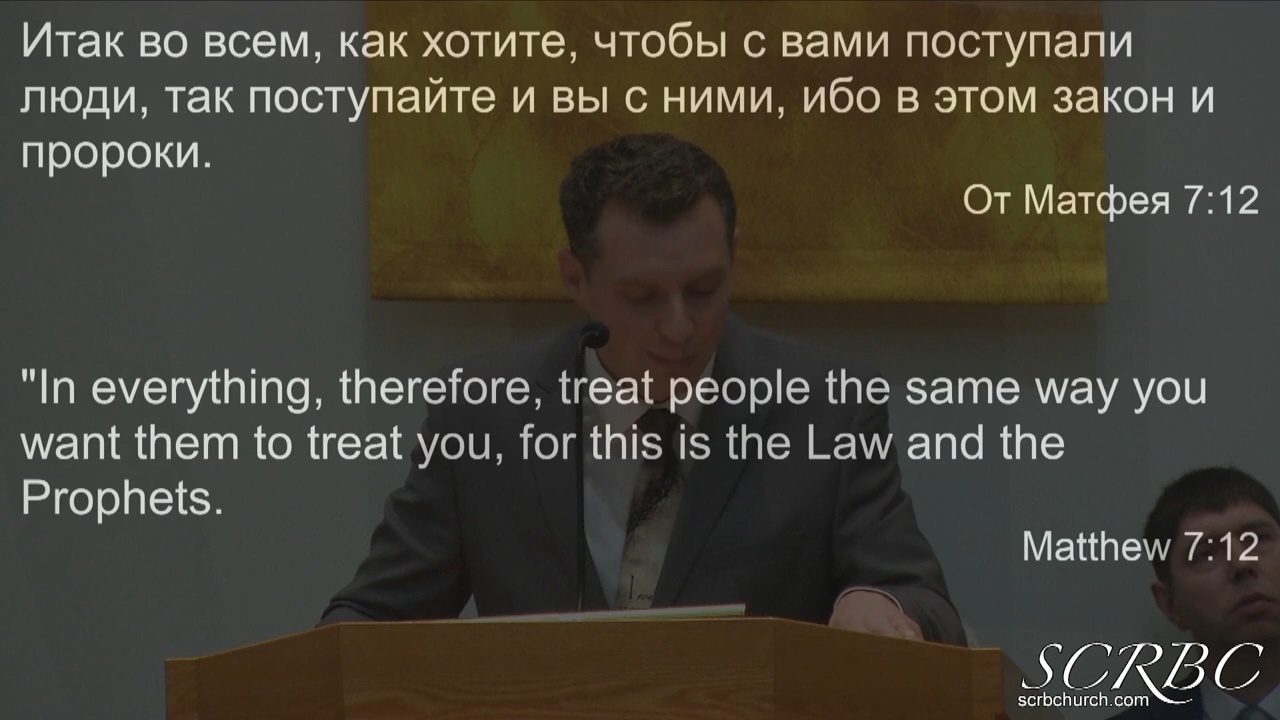 Итак во всем, как хотите, чтобы с вами поступали
люди, так поступайте и вы с ними, ибо в этом закон и
пророки.
От Матфея 7:12
"In everything, therefore, treat people the same way you
want them to treat you, for this is the Law and the
Prophets.
Matthew 7:12
SCRBC
scrbchurch.com